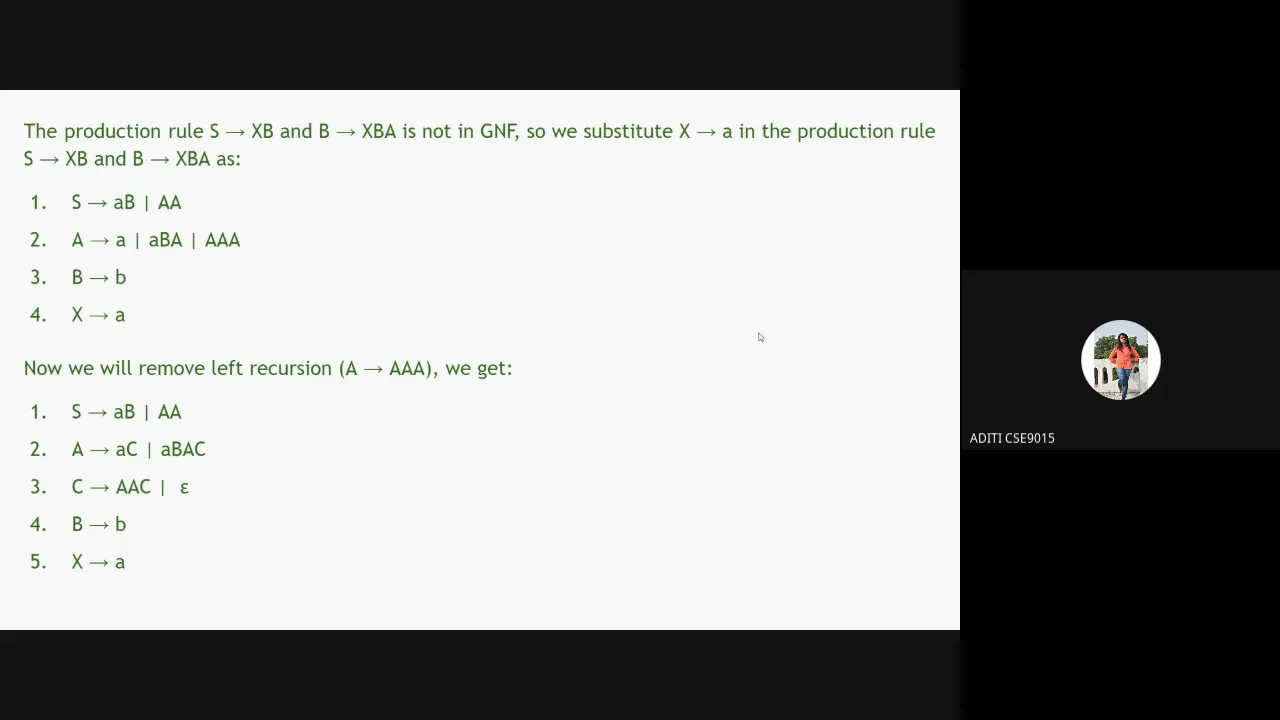 The production rule S → XB and B → XBA is not in GNF, so we substitute X → a in the production rule
S → XB and B → XBA as:
1. S → aB | AA
2. A → a | aBA | AAA
3. B → b
4. X → a
Now we will remove left recursion (A → AAA), we get:
1. S → aB | AA
2. A → aC | aBAC
3. C → AAC | ε
4. B → b
5. X → a
ADITI CSE9015